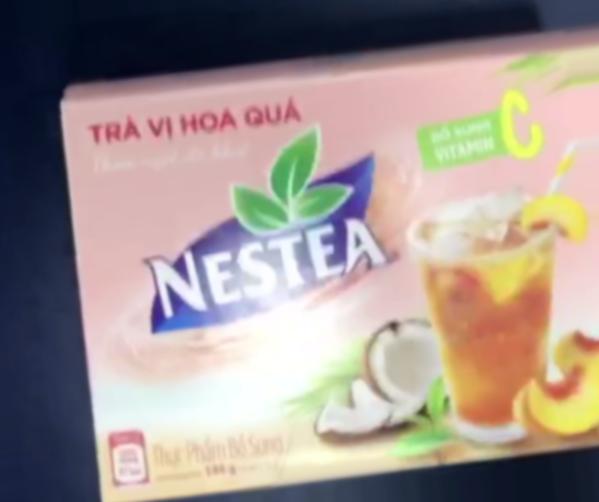 TRÀ VỊ HOA QUẢ
BỔ SUNG
VITAMIN C
NESTEA
Thực Phẩm Bổ Sung